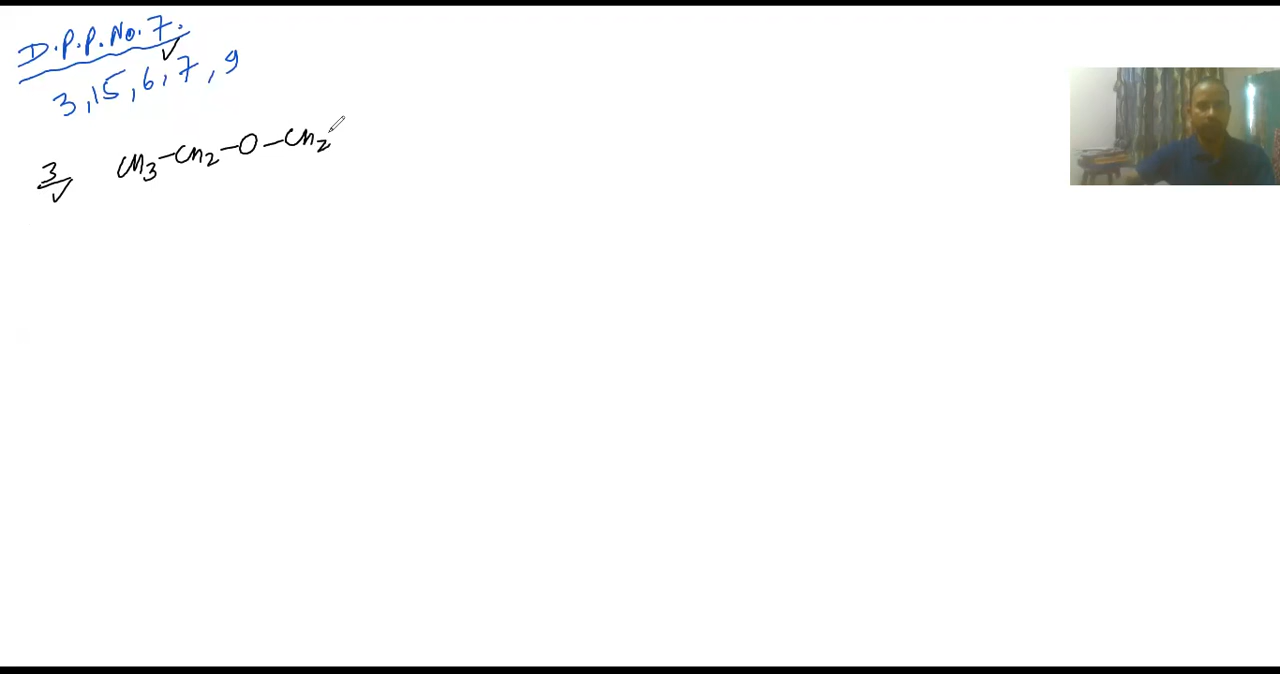 D.P.P. No. 7.
3, 15, 6, 7, 9
3 CH3-CH2-O-CH2